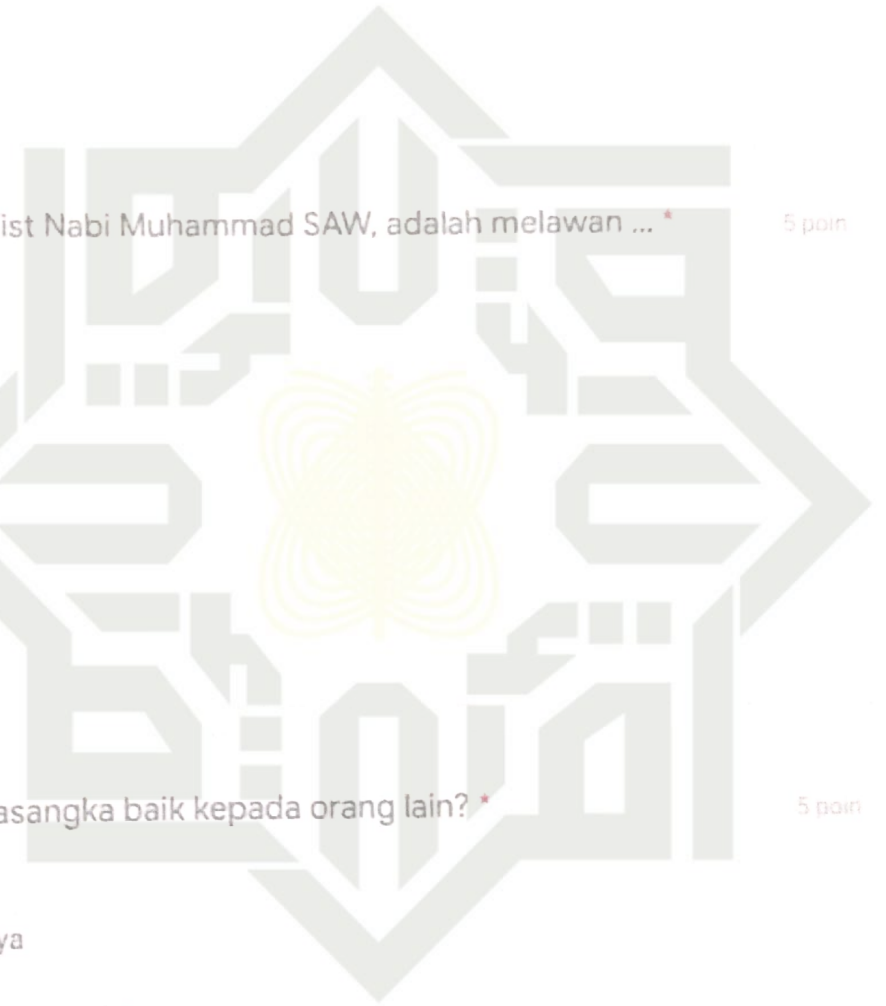 ist Nabi Muhammad SAW, adalah melawan ... * 5 poin
asangka baik kepada orang lain? * 5 poin
ya